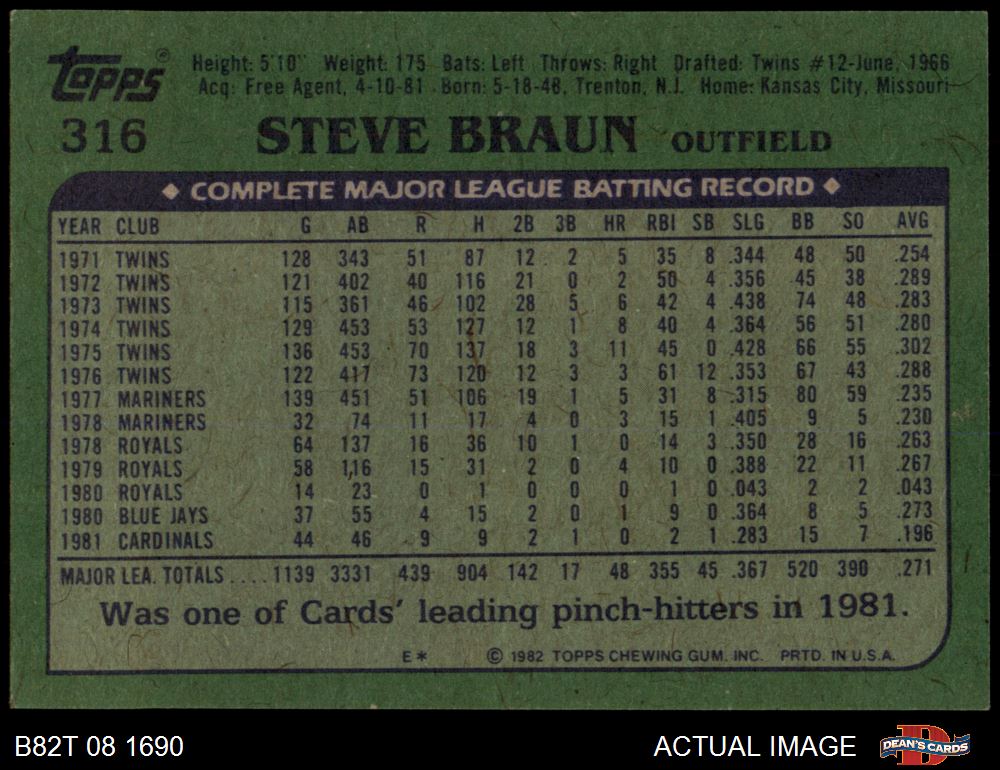 Topps ® Height: 5'10" Weight: 175 Bats: Left Throws: Right Drafted: Twins #12-June, 1966
Acq: Free Agent, 4-10-81 Born: 5-18-48, Trenton, N.J. Home: Kansas City, Missouri
316 STEVE BRAUN OUTFIELD
◆ COMPLETE MAJOR LEAGUE BATTING RECORD ◆
YEAR CLUB G AB R H 2B 3B HR RBI SB SLG BB SO AVG
1971 TWINS 128 343 51 87 12 2 5 35 8 .344 48 50 .254
1972 TWINS 121 402 40 116 21 0 2 50 4 .356 45 38 .289
1973 TWINS 115 361 46 102 28 5 6 42 4 .438 74 48 .283
1974 TWINS 129 453 53 127 12 1 8 40 4 .364 56 51 .280
1975 TWINS 136 453 70 137 18 3 11 45 0 .428 66 55 .302
1976 TWINS 122 417 73 120 12 3 3 61 12 .353 67 43 .288
1977 MARINERS 139 451 51 106 19 1 5 31 8 .315 80 59 .235
1978 MARINERS 32 74 11 17 4 0 3 15 1 .405 9 5 .230
1978 ROYALS 64 137 16 36 10 1 0 14 3 .350 28 16 .263
1979 ROYALS 58 116 15 31 2 0 4 10 0 .388 22 11 .267
1980 ROYALS 14 23 0 1 0 0 0 1 0 .043 2 2 .043
1980 BLUE JAYS 37 55 4 15 2 0 1 9 0 .364 8 5 .273
1981 CARDINALS 44 46 9 9 2 1 0 2 1 .283 15 7 .196
MAJOR LEA. TOTALS .... 1139 3331 439 904 142 17 48 355 45 .367 520 390 .271
Was one of Cards' leading pinch-hitters in 1981.
E* © 1982 TOPPS CHEWING GUM, INC. PRTD. IN U.S.A.
B82T 08 1690 ACTUAL IMAGE D DEAN'S CARDS